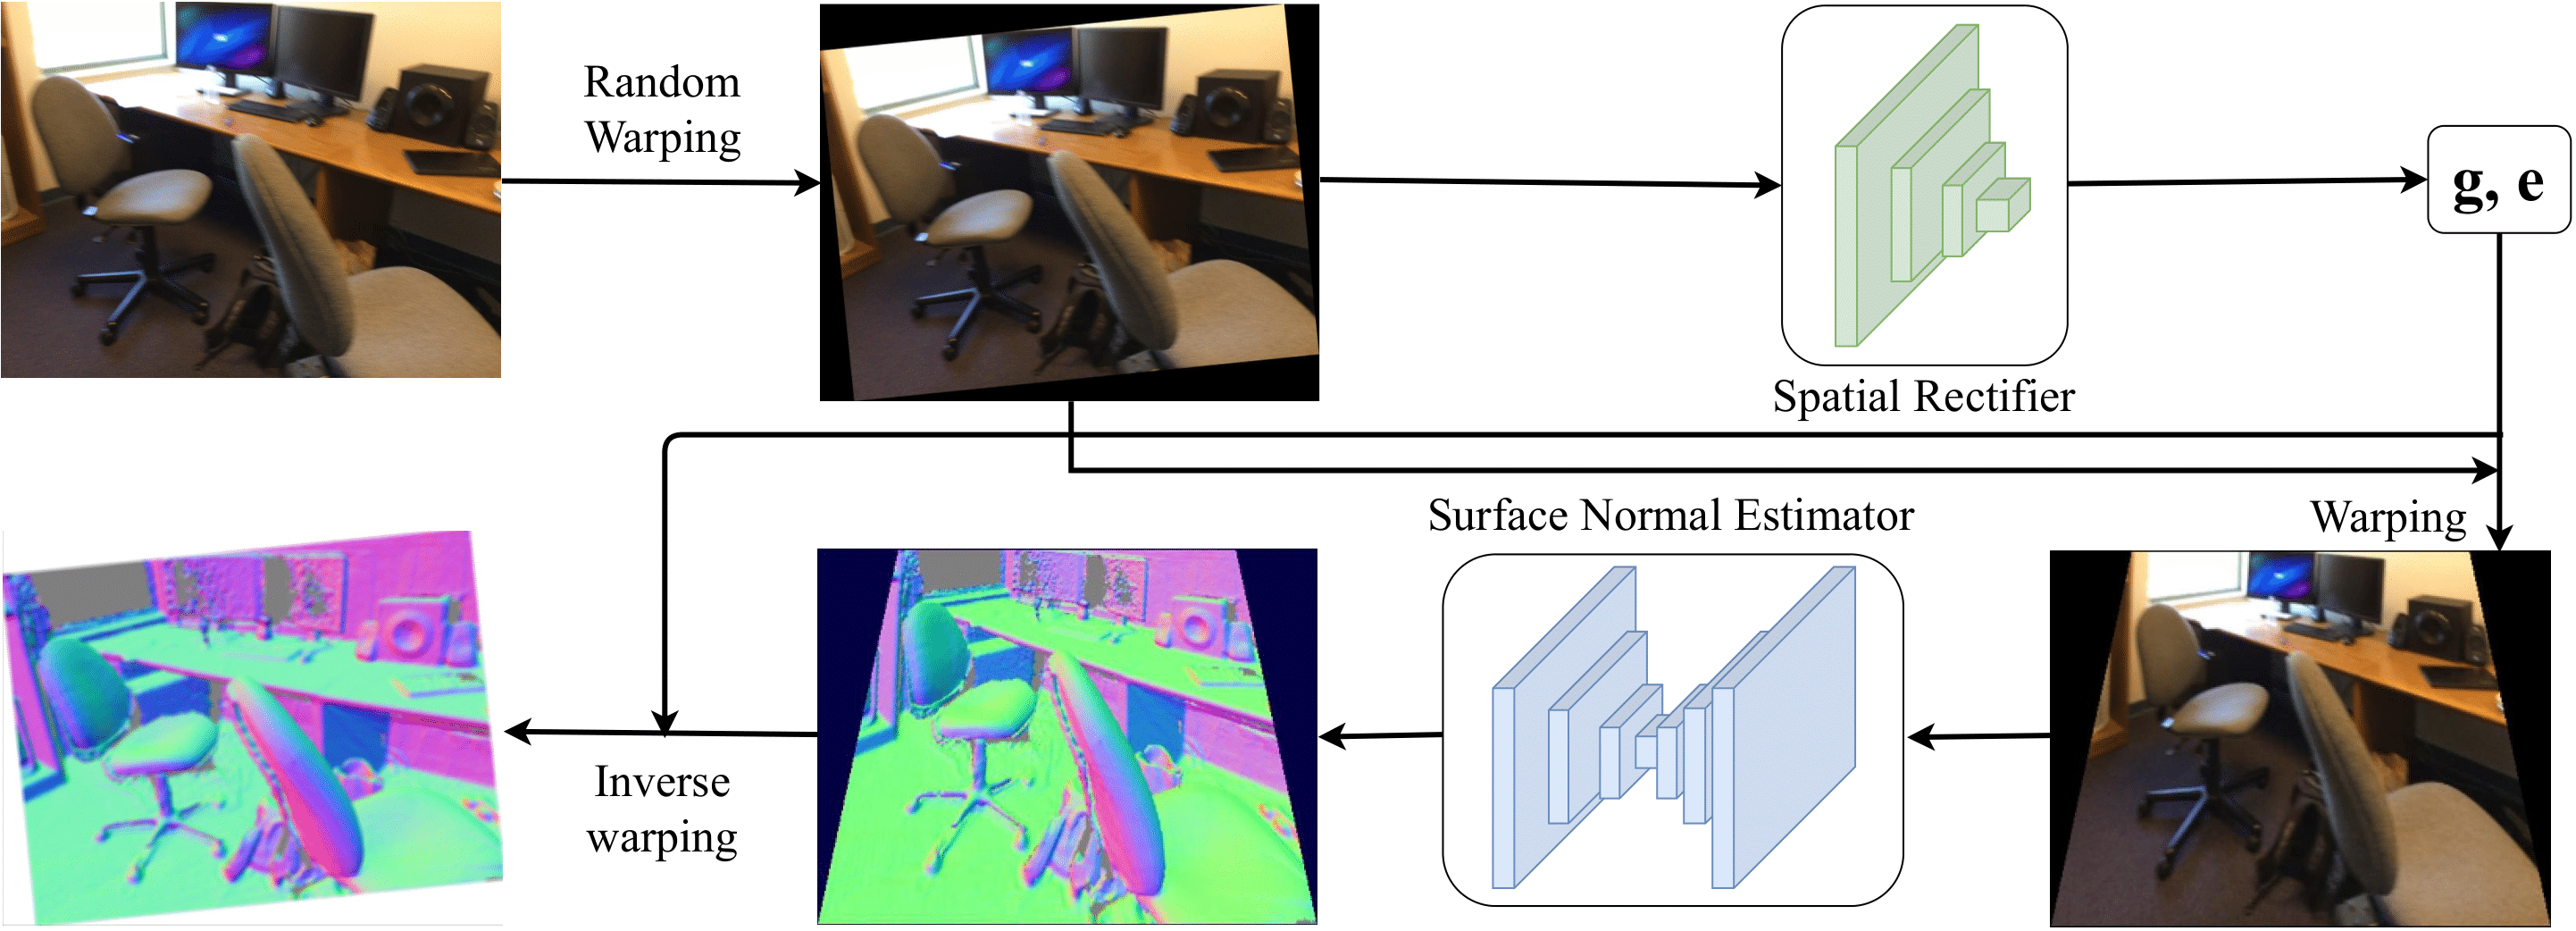 Random
Warping
g, e
Spatial Rectifier
Surface Normal Estimator
Warping
Inverse
warping